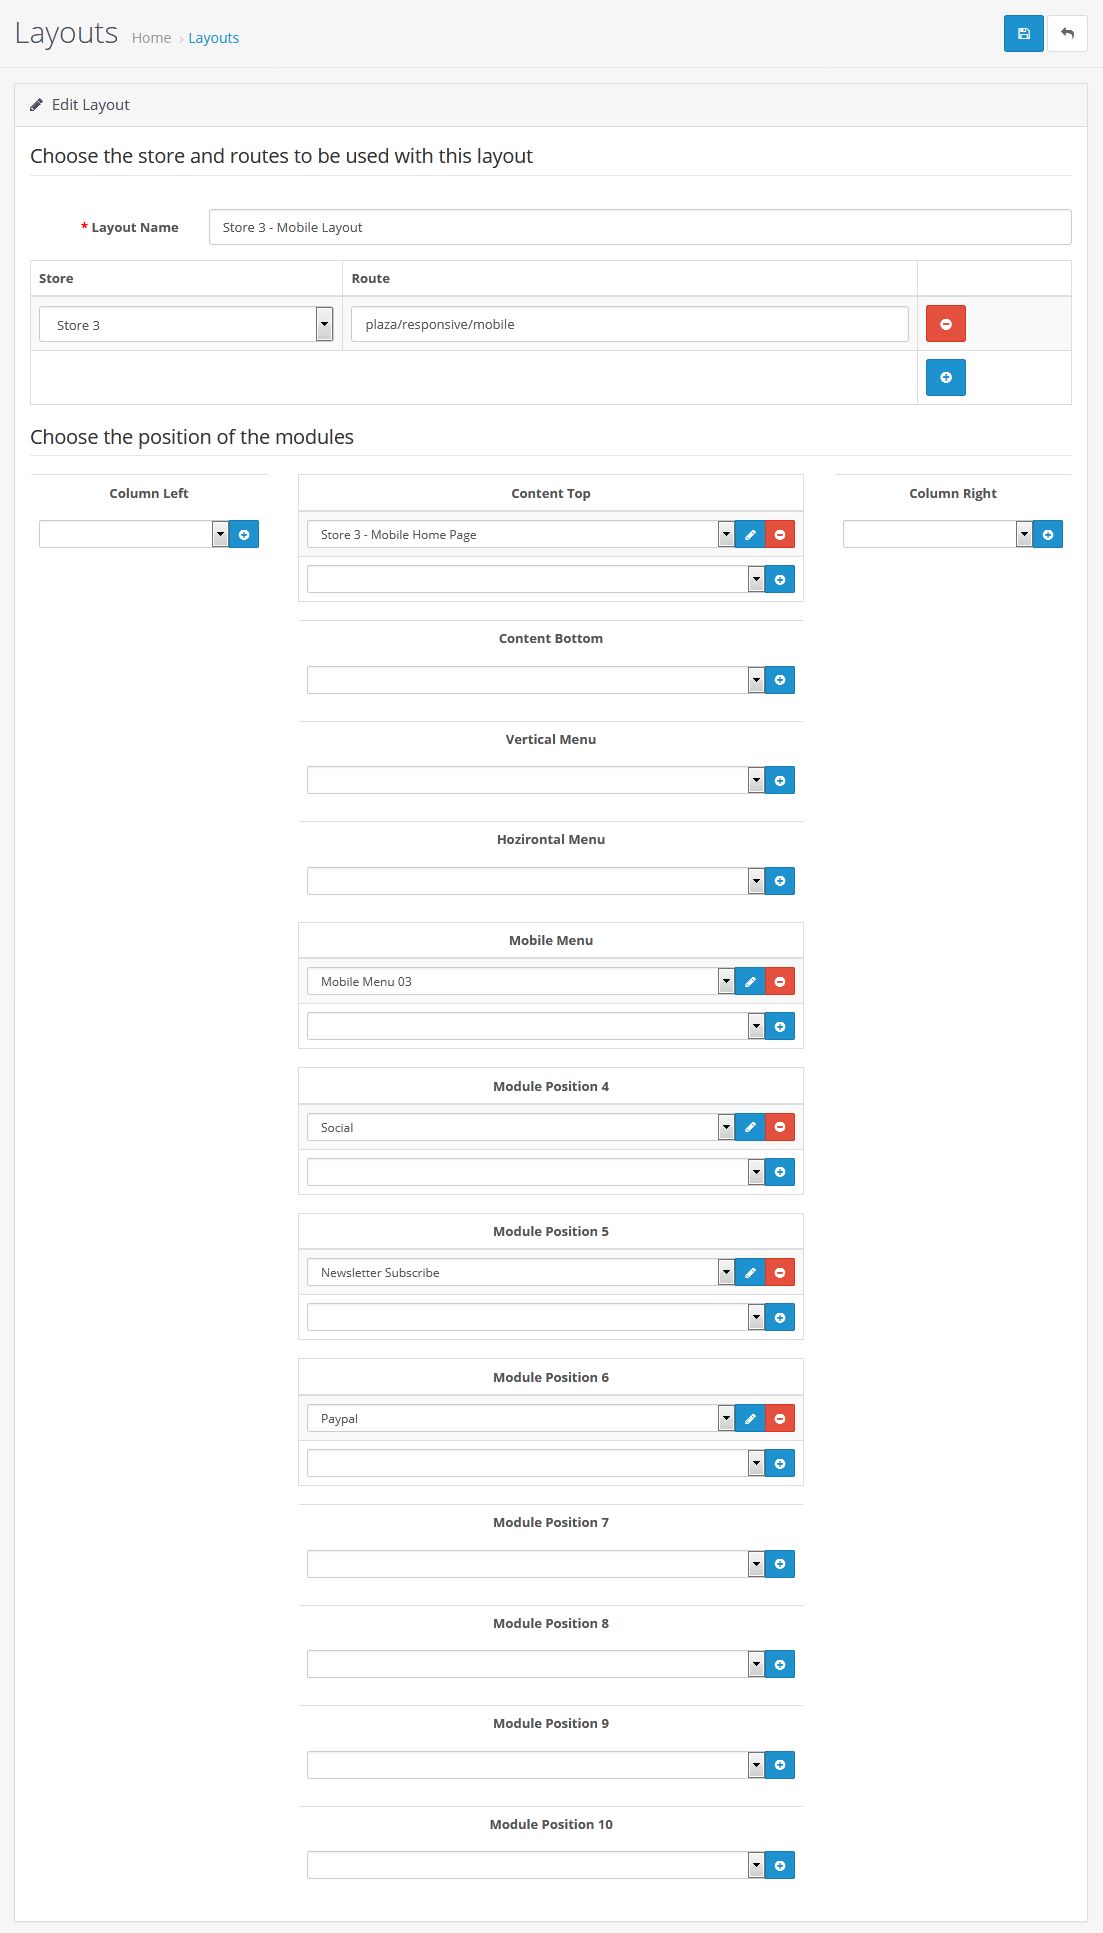 Layouts Home › Layouts
Edit Layout
Choose the store and routes to be used with this layout
* Layout Name Store 3 - Mobile Layout
Store Route
Store 3 plaza/responsive/mobile
Choose the position of the modules
Column Left Content Top Column Right
Store 3 - Mobile Home Page
Content Bottom
Vertical Menu
Hozirontal Menu
Mobile Menu
Mobile Menu 03
Module Position 4
Social
Module Position 5
Newsletter Subscribe
Module Position 6
Paypal
Module Position 7
Module Position 8
Module Position 9
Module Position 10